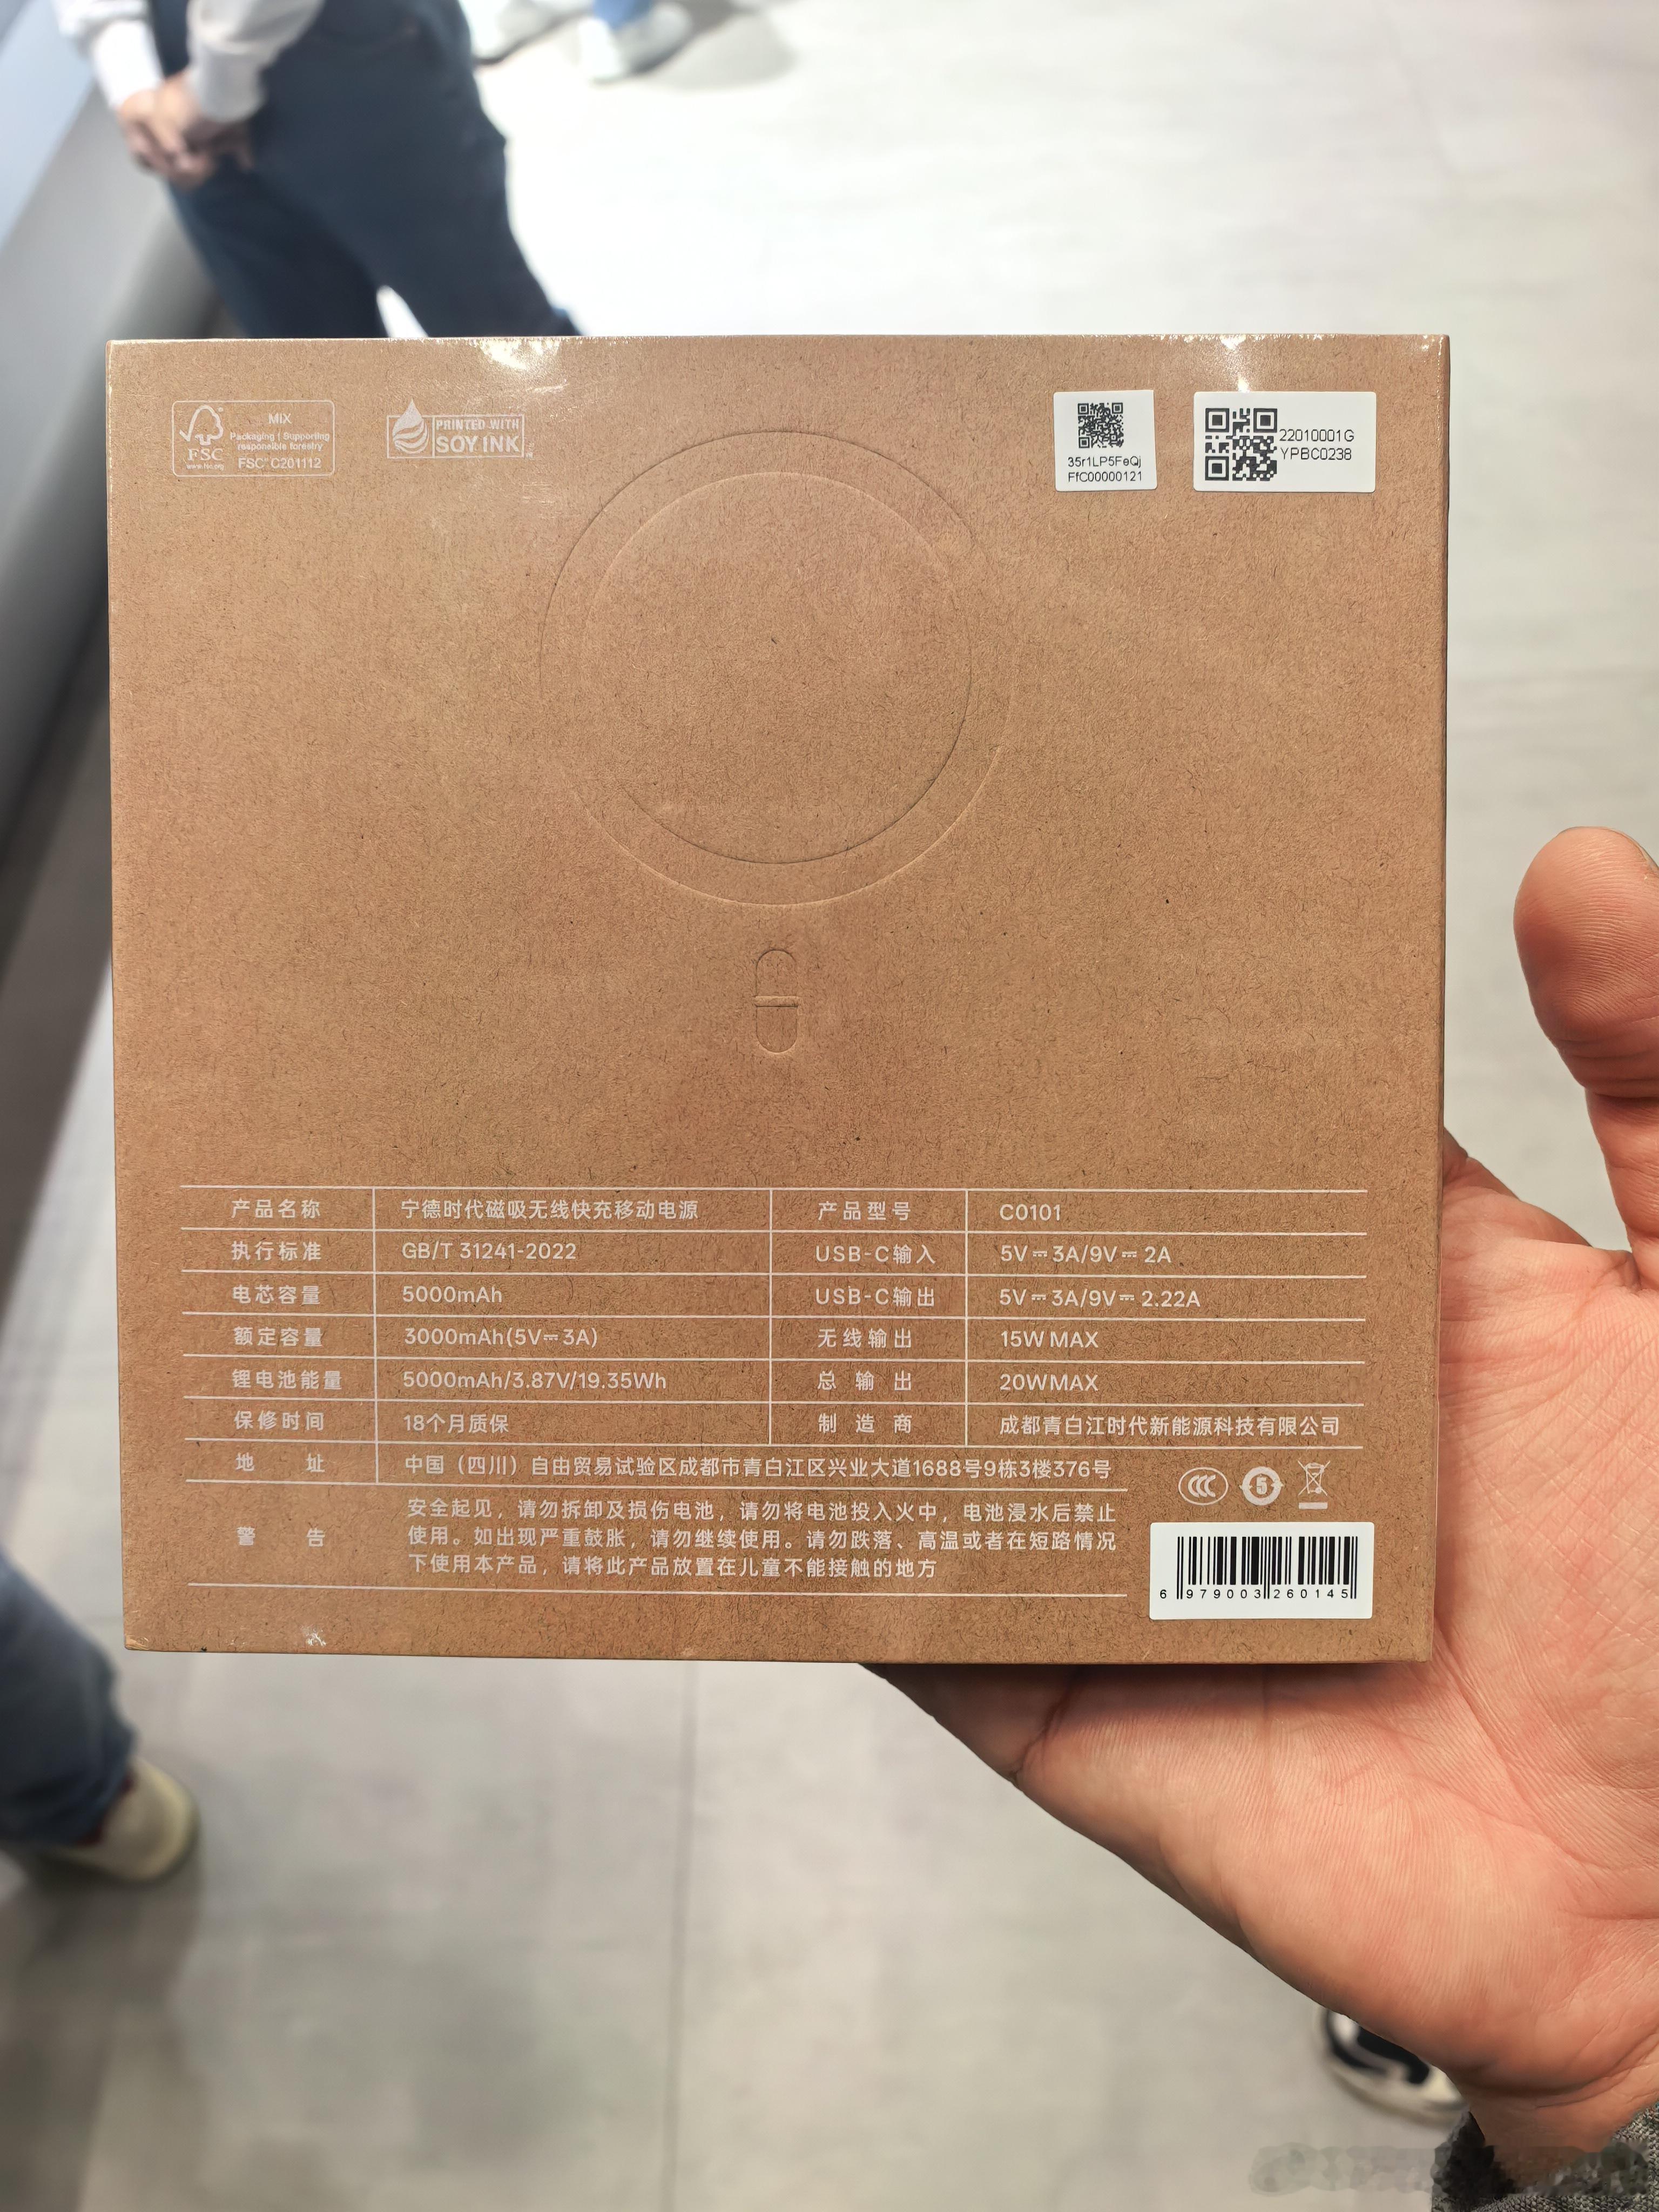 MIX
Packaging | Supporting
responsible forestry
FSC
www.fsc.org
FSC® C201112
PRINTED WITH
SOY INK
35r1LP5FeQj
FfC00000121
22010001G
YPBC0238
产品名称 宁德时代磁吸无线快充移动电源 产品型号 C0101
执行标准 GB/T 31241-2022 USB-C输入 5V⎓3A/9V⎓2A
电芯容量 5000mAh USB-C输出 5V⎓3A/9V⎓2.22A
额定容量 3000mAh(5V⎓3A) 无线输出 15W MAX
锂电池能量 5000mAh/3.87V/19.35Wh 总输出 20WMAX
保修时间 18个月质保 制造商 成都青白江时代新能源科技有限公司
地址 中国（四川）自由贸易试验区成都市青白江区兴业大道1688号9栋3楼376号
CCC
5
警告 安全起见，请勿拆卸及损伤电池，请勿将电池投入火中，电池浸水后禁止
使用。如出现严重鼓胀，请勿继续使用。请勿跌落、高温或者在短路情况
下使用本产品，请将此产品放置在儿童不能接触的地方
6 979003 260145